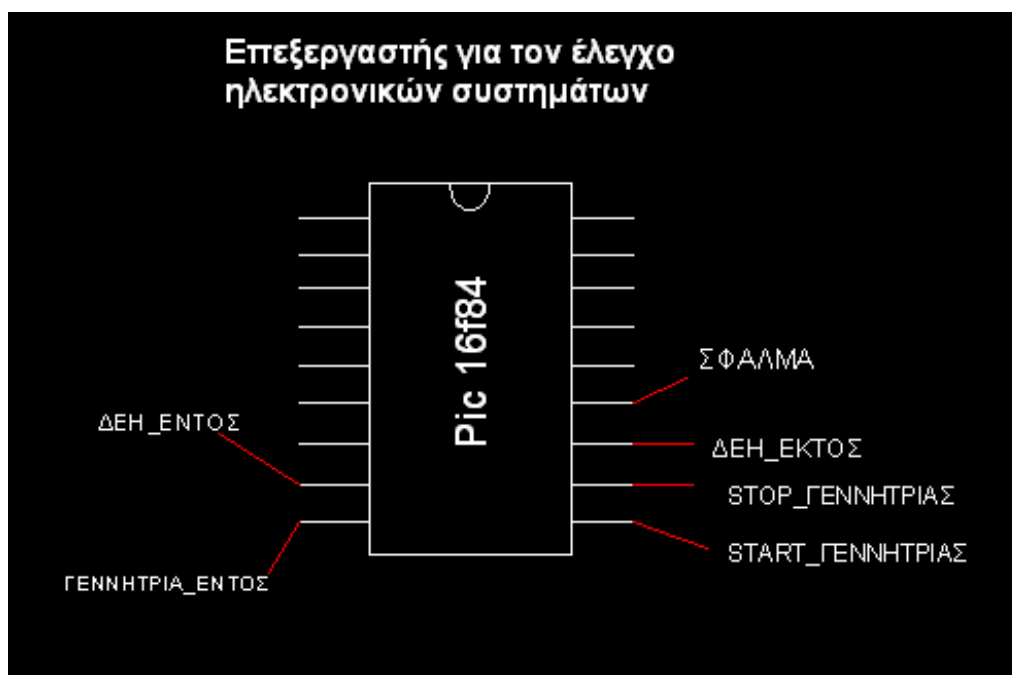 Επεξεργαστής για τον έλεγχο
ηλεκτρονικών συστημάτων
Pic 16f84
ΣΦΑΛΜΑ
ΔΕΗ_ΕΝΤΟΣ
ΔΕΗ_ΕΚΤΟΣ
STOP_ΓΕΝΝΗΤΡΙΑΣ
START_ΓΕΝΝΗΤΡΙΑΣ
ΓΕΝΝΗΤΡΙΑ_ΕΝΤΟΣ